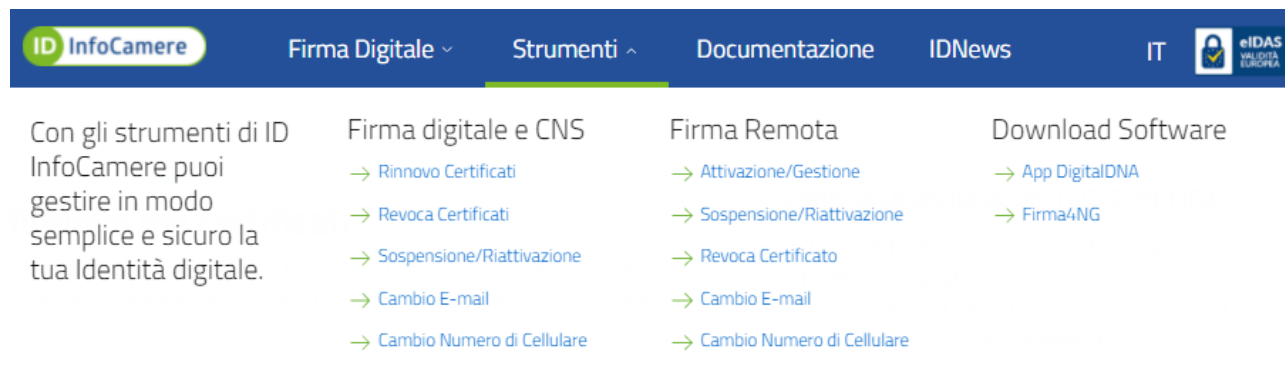 ID InfoCamere
Firma Digitale
Strumenti
Documentazione
IDNews
IT
eIDAS
VALIDITÀ
EUROPEA
Con gli strumenti di ID
InfoCamere puoi
gestire in modo
semplice e sicuro la
tua Identità digitale.
Firma digitale e CNS
→ Rinnovo Certificati
→ Revoca Certificati
→ Sospensione/Riattivazione
→ Cambio E-mail
→ Cambio Numero di Cellulare
Firma Remota
→ Attivazione/Gestione
→ Sospensione/Riattivazione
→ Revoca Certificato
→ Cambio E-mail
→ Cambio Numero di Cellulare
Download Software
→ App DigitalDNA
→ Firma4NG